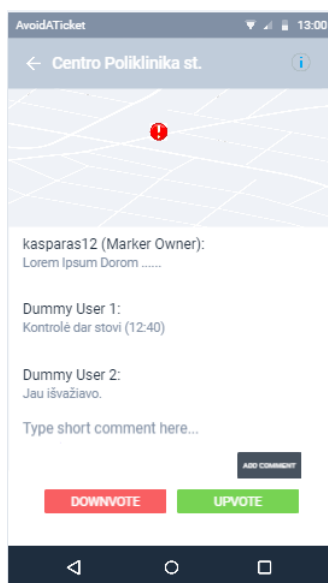 AvoidATicket 13:00
Centro Poliklinika st.
kasparas12 (Marker Owner):
Lorem Ipsum Dorom ......
Dummy User 1:
Kontrolė dar stovi (12:40)
Dummy User 2:
Jau išvažiavo.
Type short comment here...
ADD COMMENT
DOWNVOTE UPVOTE